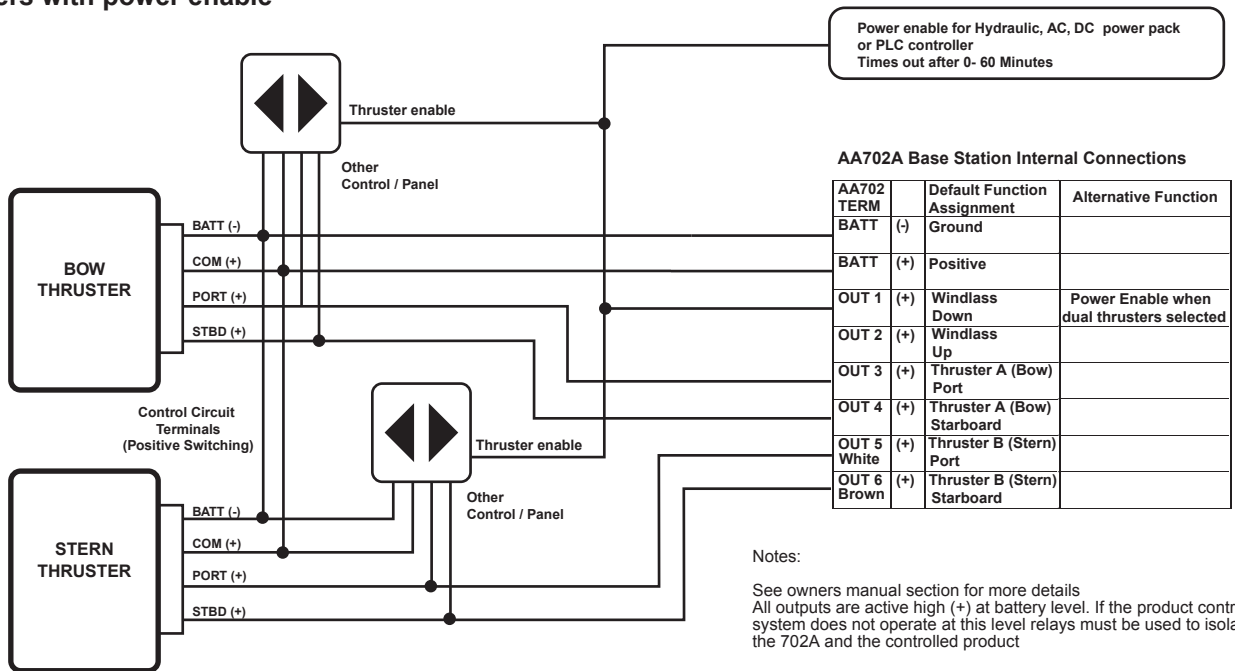 ers with power enable
Power enable for Hydraulic, AC, DC power pack
or PLC controller
Times out after 0- 60 Minutes
Thruster enable
Other
Control / Panel
BOW
THRUSTER
BATT (-)
COM (+)
PORT (+)
STBD (+)
Control Circuit
Terminals
(Positive Switching)
Thruster enable
Other
Control / Panel
STERN
THRUSTER
BATT (-)
COM (+)
PORT (+)
STBD (+)
AA702A Base Station Internal Connections
AA702 TERM Default Function Assignment Alternative Function
BATT (-) Ground
BATT (+) Positive
OUT 1 (+) Windlass Down Power Enable when dual thrusters selected
OUT 2 (+) Windlass Up
OUT 3 (+) Thruster A (Bow) Port
OUT 4 (+) Thruster A (Bow) Starboard
OUT 5 White (+) Thruster B (Stern) Port
OUT 6 Brown (+) Thruster B (Stern) Starboard
Notes:
See owners manual section for more details
All outputs are active high (+) at battery level. If the product contr
system does not operate at this level relays must be used to isola
the 702A and the controlled product